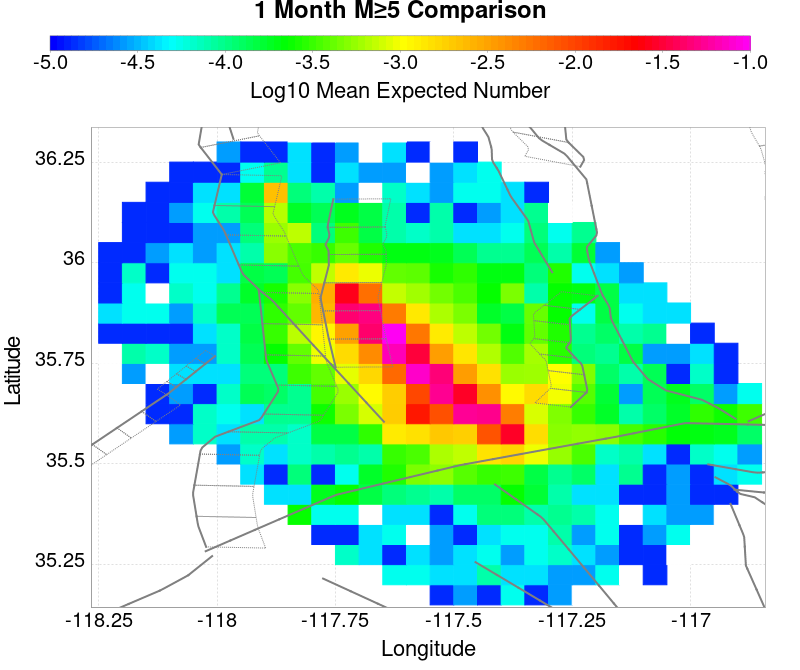 1 Month M≥5 Comparison
-5.0 -4.5 -4.0 -3.5 -3.0 -2.5 -2.0 -1.5 -1.0
Log10 Mean Expected Number
36.25
36
35.75
35.5
35.25
Latitude
-118.25 -118 -117.75 -117.5 -117.25 -117
Longitude